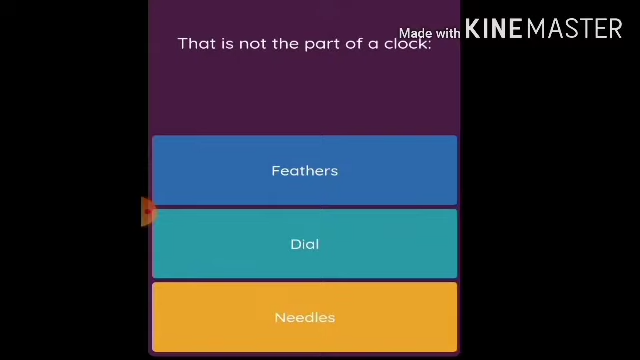 Made with KINEMASTER
That is not the part of a clock:
Feathers
Dial
Needles